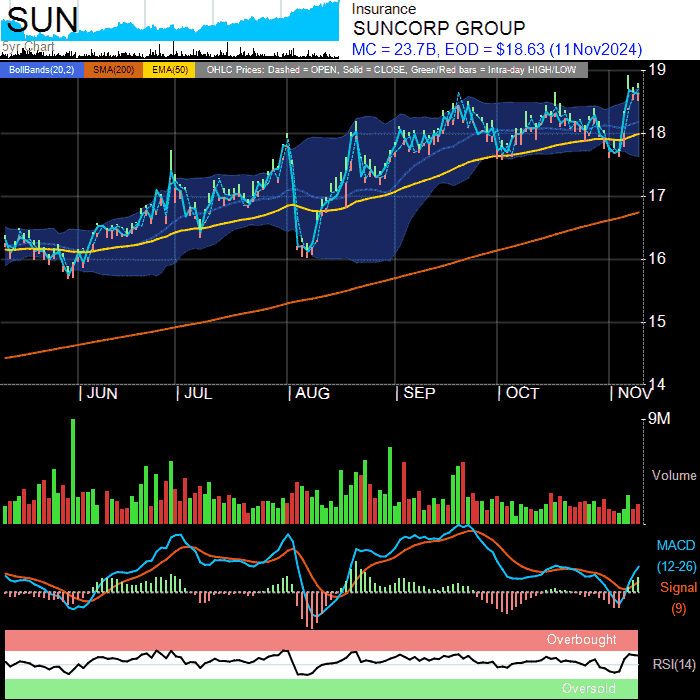 SUN
5yr Chart
Insurance
SUNCORP GROUP
MC = 23.7B, EOD = $18.63 (11Nov2024)
BollBands(20,2) SMA(200) EMA(50) OHLC Prices: Dashed = OPEN, Solid = CLOSE, Green/Red bars = Intra-day HIGH/LOW
19
18
17
16
15
14
JUN JUL AUG SEP OCT NOV
9M
Volume
MACD
(12-26)
Signal
(9)
Overbought
RSI(14)
Oversold